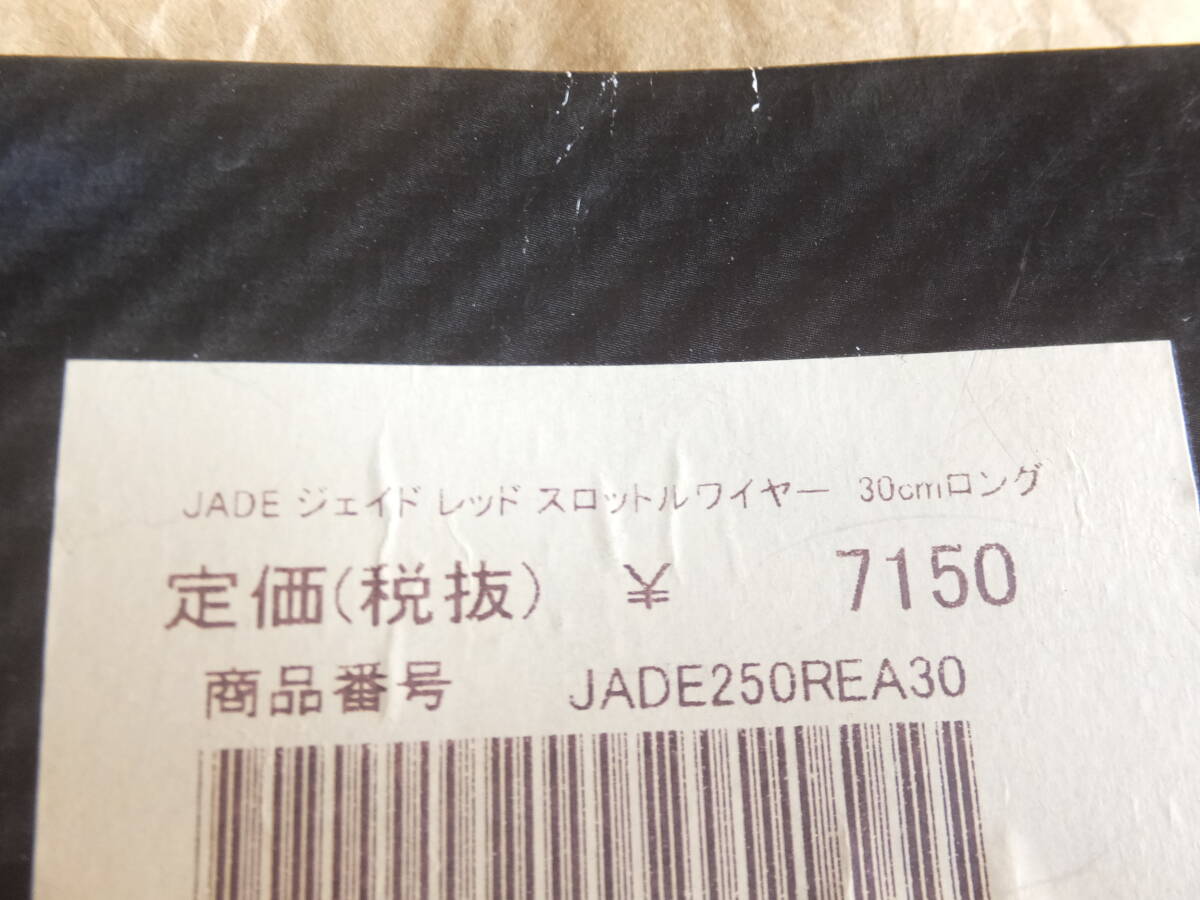 JADE ジェイド レッド スロットルワイヤー 30cmロング
定価(税抜) ¥ 7150
商品番号 JADE250REA30